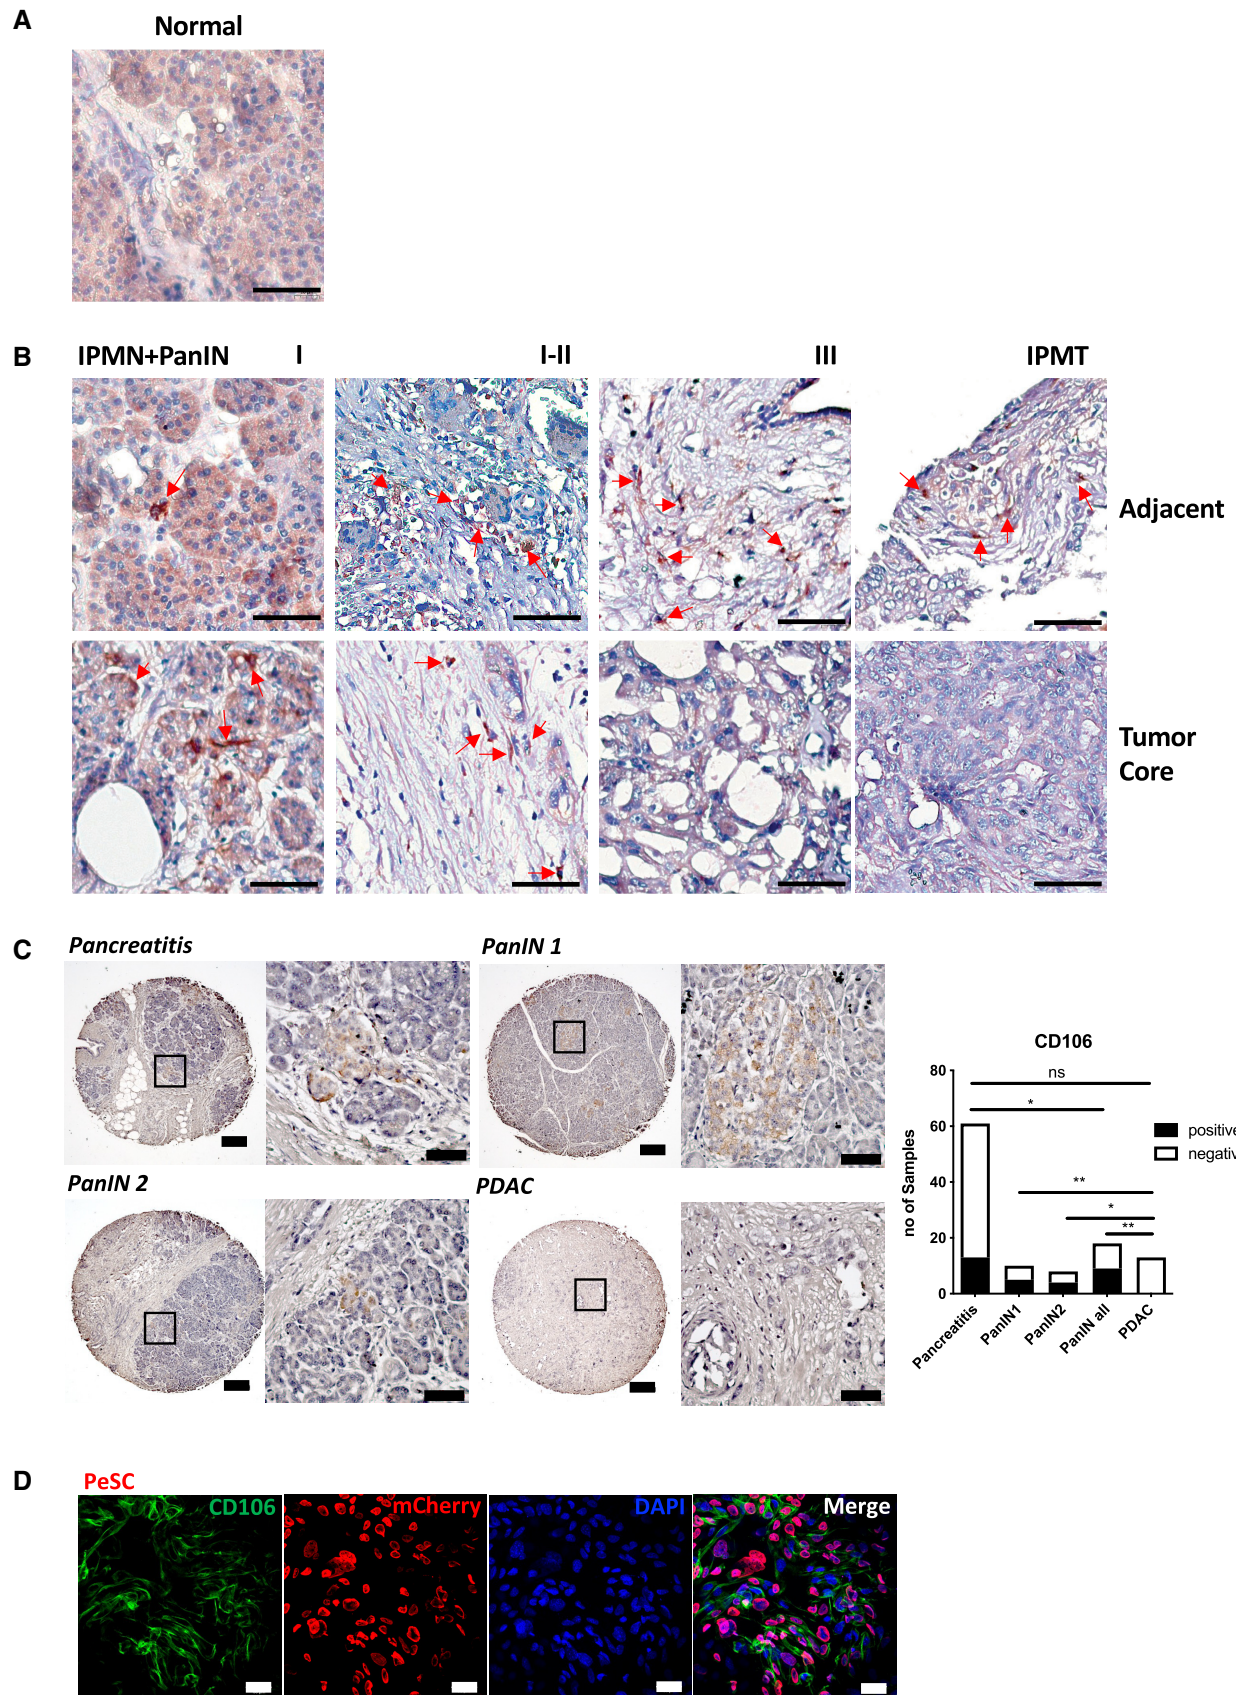 A
Normal
B
IPMN+PanIN I I-II III IPMT
Adjacent
Tumor
Core
C
Pancreatitis
PanIN 1
PanIN 2
PDAC
CD106
80
60
40
20
0
no of Samples
ns
*
**
*
**
positive
negative
Pancreatitis
PanIN1
PanIN2
PanIN all
PDAC
D
PeSC
CD106 mCherry DAPI Merge